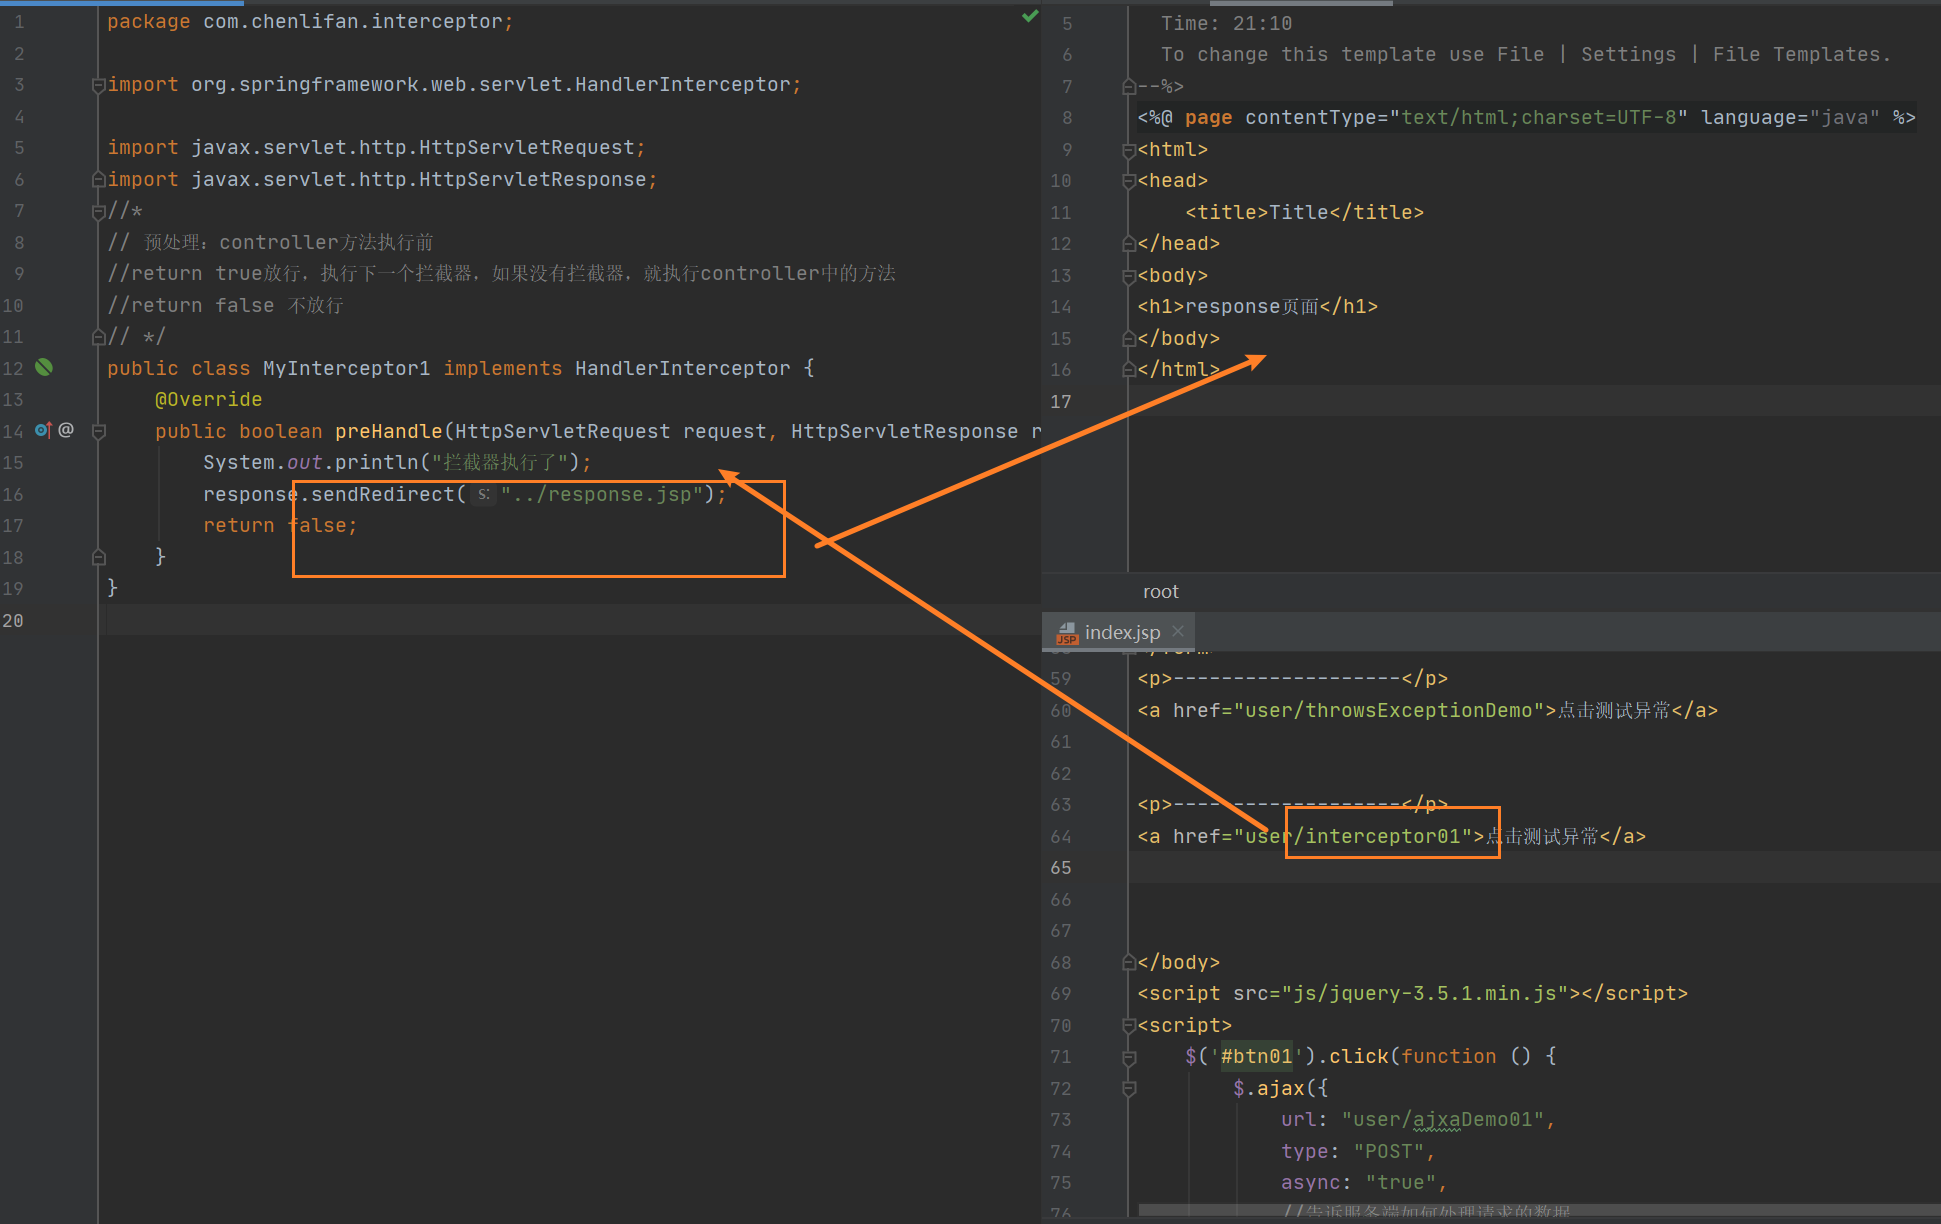 1 package com.chenlifan.interceptor;
2
3 import org.springframework.web.servlet.HandlerInterceptor;
4
5 import javax.servlet.http.HttpServletRequest;
6 import javax.servlet.http.HttpServletResponse;
7 //*
8 // 预处理：controller方法执行前
9 //return true放行，执行下一个拦截器，如果没有拦截器，就执行controller中的方法
10 //return false 不放行
11 // */
12 public class MyInterceptor1 implements HandlerInterceptor {
13 @Override
14 @ public boolean preHandle(HttpServletRequest request, HttpServletResponse r
15 System.out.println("拦截器执行了");
16 response.sendRedirect( s: "../response.jsp");
17 return false;
18 }
19 }
20
5 Time: 21:10
6 To change this template use File | Settings | File Templates.
7 --%>
8 <%@ page contentType="text/html;charset=UTF-8" language="java" %>
9 <html>
10 <head>
11 <title>Title</title>
12 </head>
13 <body>
14 <h1>response页面</h1>
15 </body>
16 </html>
17
root
JSP index.jsp
59 <p>-------------------</p>
60 <a href="user/throwsExceptionDemo">点击测试异常</a>
61
62
63 <p>-------------------</p>
64 <a href="user/interceptor01">点击测试异常</a>
65
66
67
68 </body>
69 <script src="js/jquery-3.5.1.min.js"></script>
70 <script>
71 $('#btn01').click(function () {
72 $.ajax({
73 url: "user/ajxaDemo01",
74 type: "POST",
75 async: "true",
76 //告诉服务端如何处理请求的数据